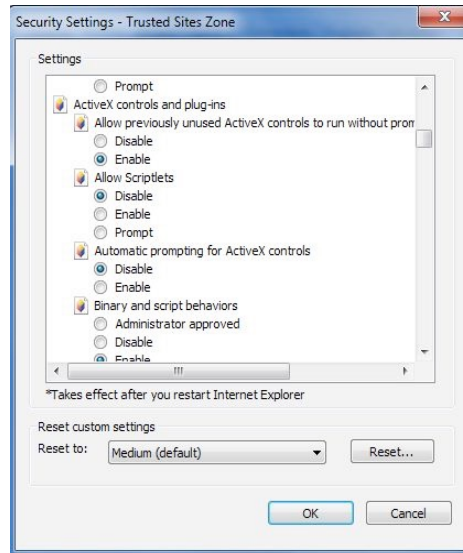 Security Settings - Trusted Sites Zone
Settings
Prompt
ActiveX controls and plug-ins
Allow previously unused ActiveX controls to run without prom
Disable
Enable
Allow Scriptlets
Disable
Enable
Prompt
Automatic prompting for ActiveX controls
Disable
Enable
Binary and script behaviors
Administrator approved
Disable
Enable
*Takes effect after you restart Internet Explorer
Reset custom settings
Reset to: Medium (default) Reset...
OK Cancel